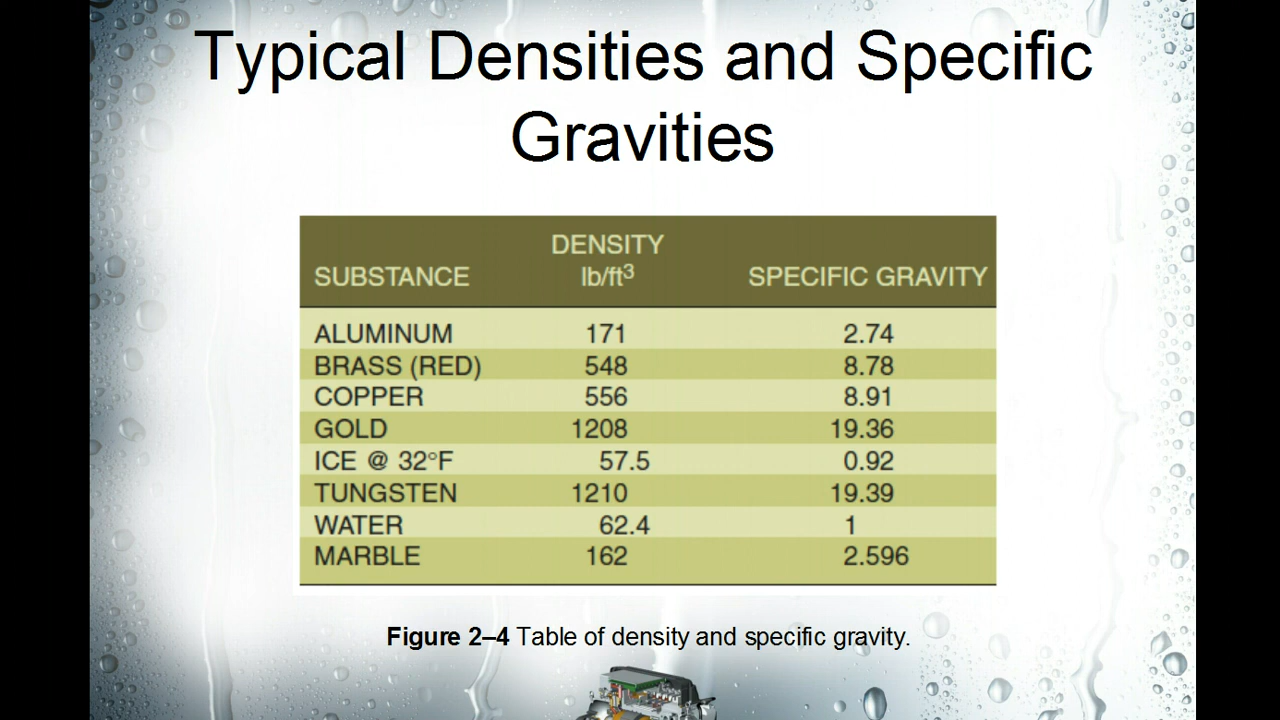 Typical Densities and Specific
Gravities
DENSITY
SUBSTANCE lb/ft³ SPECIFIC GRAVITY
ALUMINUM 171 2.74
BRASS (RED) 548 8.78
COPPER 556 8.91
GOLD 1208 19.36
ICE @ 32°F 57.5 0.92
TUNGSTEN 1210 19.39
WATER 62.4 1
MARBLE 162 2.596
Figure 2–4 Table of density and specific gravity.